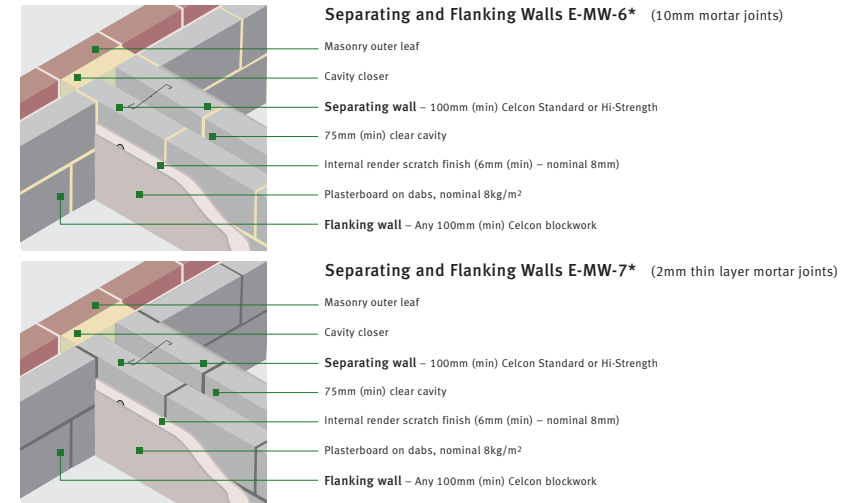 Separating and Flanking Walls E-MW-6* (10mm mortar joints)
Masonry outer leaf
Cavity closer
Separating wall – 100mm (min) Celcon Standard or Hi-Strength
75mm (min) clear cavity
Internal render scratch finish (6mm (min) – nominal 8mm)
Plasterboard on dabs, nominal 8kg/m2
Flanking wall – Any 100mm (min) Celcon blockwork
Separating and Flanking Walls E-MW-7* (2mm thin layer mortar joints)
Masonry outer leaf
Cavity closer
Separating wall – 100mm (min) Celcon Standard or Hi-Strength
75mm (min) clear cavity
Internal render scratch finish (6mm (min) – nominal 8mm)
Plasterboard on dabs, nominal 8kg/m2
Flanking wall – Any 100mm (min) Celcon blockwork